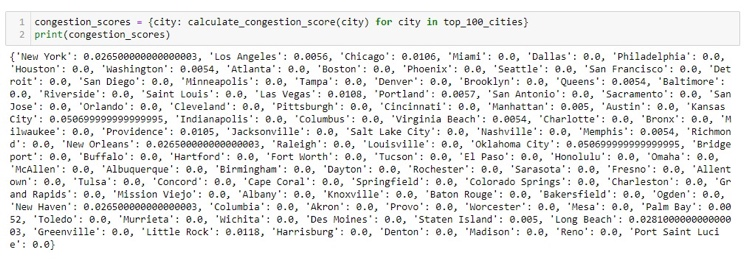 1 congestion_scores = {city: calculate_congestion_score(city) for city in top_100_cities}
2 print(congestion_scores)
{'New York': 0.026500000000000003, 'Los Angeles': 0.0056, 'Chicago': 0.0106, 'Miami': 0.0, 'Dallas': 0.0, 'Philadelphia': 0.0,
'Houston': 0.0, 'Washington': 0.0054, 'Atlanta': 0.0, 'Boston': 0.0, 'Phoenix': 0.0, 'Seattle': 0.0, 'San Francisco': 0.0, 'Det
roit': 0.0, 'San Diego': 0.0, 'Minneapolis': 0.0, 'Tampa': 0.0, 'Denver': 0.0, 'Brooklyn': 0.0, 'Queens': 0.0054, 'Baltimore':
0.0, 'Riverside': 0.0, 'Saint Louis': 0.0, 'Las Vegas': 0.0108, 'Portland': 0.0057, 'San Antonio': 0.0, 'Sacramento': 0.0, 'San
Jose': 0.0, 'Orlando': 0.0, 'Cleveland': 0.0, 'Pittsburgh': 0.0, 'Cincinnati': 0.0, 'Manhattan': 0.005, 'Austin': 0.0, 'Kansas
City': 0.050699999999999995, 'Indianapolis': 0.0, 'Columbus': 0.0, 'Virginia Beach': 0.0054, 'Charlotte': 0.0, 'Bronx': 0.0, 'M
ilwaukee': 0.0, 'Providence': 0.0105, 'Jacksonville': 0.0, 'Salt Lake City': 0.0, 'Nashville': 0.0, 'Memphis': 0.0054, 'Richmon
d': 0.0, 'New Orleans': 0.026500000000000003, 'Raleigh': 0.0, 'Louisville': 0.0, 'Oklahoma City': 0.050699999999999995, 'Bridge
port': 0.0, 'Buffalo': 0.0, 'Hartford': 0.0, 'Fort Worth': 0.0, 'Tucson': 0.0, 'El Paso': 0.0, 'Honolulu': 0.0, 'Omaha': 0.0,
'McAllen': 0.0, 'Albuquerque': 0.0, 'Birmingham': 0.0, 'Dayton': 0.0, 'Rochester': 0.0, 'Sarasota': 0.0, 'Fresno': 0.0, 'Allent
own': 0.0, 'Tulsa': 0.0, 'Concord': 0.0, 'Cape Coral': 0.0, 'Springfield': 0.0, 'Colorado Springs': 0.0, 'Charleston': 0.0, 'Gr
and Rapids': 0.0, 'Mission Viejo': 0.0, 'Albany': 0.0, 'Knoxville': 0.0, 'Baton Rouge': 0.0, 'Bakersfield': 0.0, 'Ogden': 0.0,
'New Haven': 0.026500000000000003, 'Columbia': 0.0, 'Akron': 0.0, 'Provo': 0.0, 'Worcester': 0.0, 'Mesa': 0.0, 'Palm Bay': 0.00
52, 'Toledo': 0.0, 'Murrieta': 0.0, 'Wichita': 0.0, 'Des Moines': 0.0, 'Staten Island': 0.005, 'Long Beach': 0.0281000000000000
03, 'Greenville': 0.0, 'Little Rock': 0.0118, 'Harrisburg': 0.0, 'Denton': 0.0, 'Madison': 0.0, 'Reno': 0.0, 'Port Saint Luci
e': 0.0}